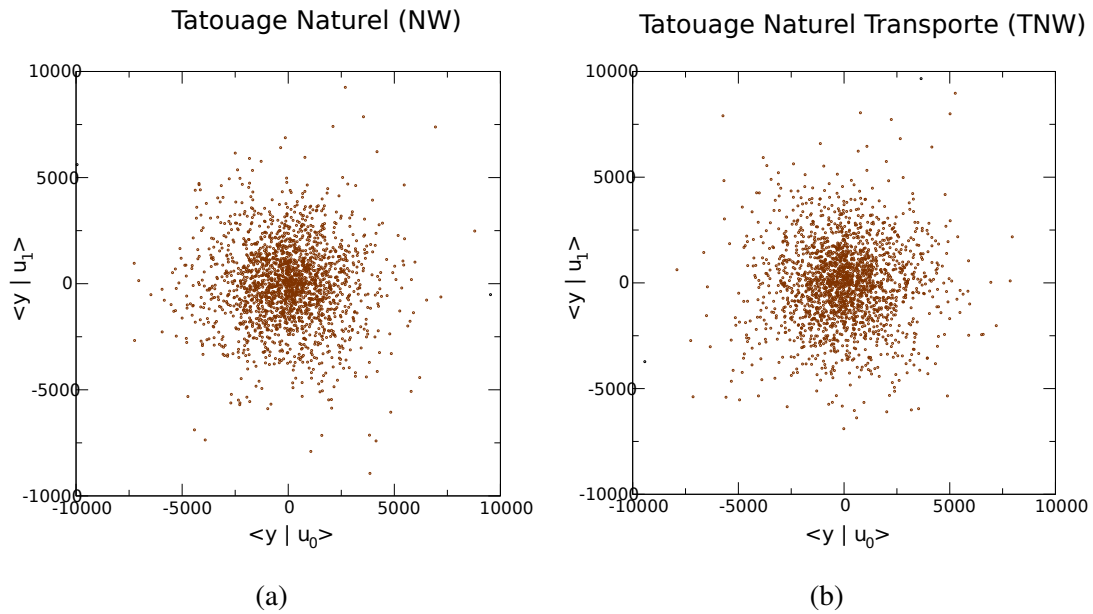 Tatouage Naturel (NW)
10000
5000
0
-5000
-10000
-10000 -5000 0 5000 10000
<y | u1>
<y | u0>
(a)
Tatouage Naturel Transporte (TNW)
10000
5000
0
-5000
-10000
-10000 -5000 0 5000 10000
<y | u1>
<y | u0>
(b)